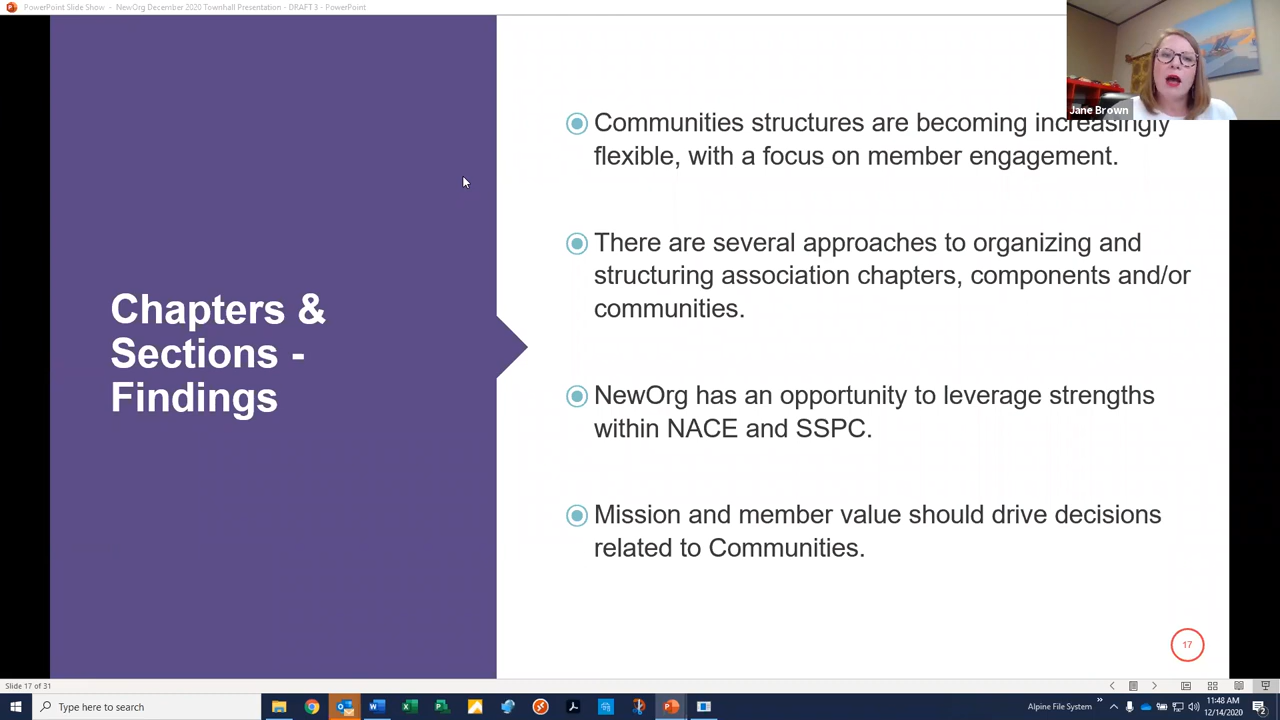 PowerPoint Slide Show - NewOrg December 2020 Townhall Presentation - DRAFT 3 - PowerPoint
Jane Brown
Chapters &
Sections -
Findings
Communities structures are becoming increasingly
flexible, with a focus on member engagement.
There are several approaches to organizing and
structuring association chapters, components and/or
communities.
NewOrg has an opportunity to leverage strengths
within NACE and SSPC.
Mission and member value should drive decisions
related to Communities.
17
Slide 17 of 31
Type here to search
Alpine File System
11:48 AM
12/14/2020
2